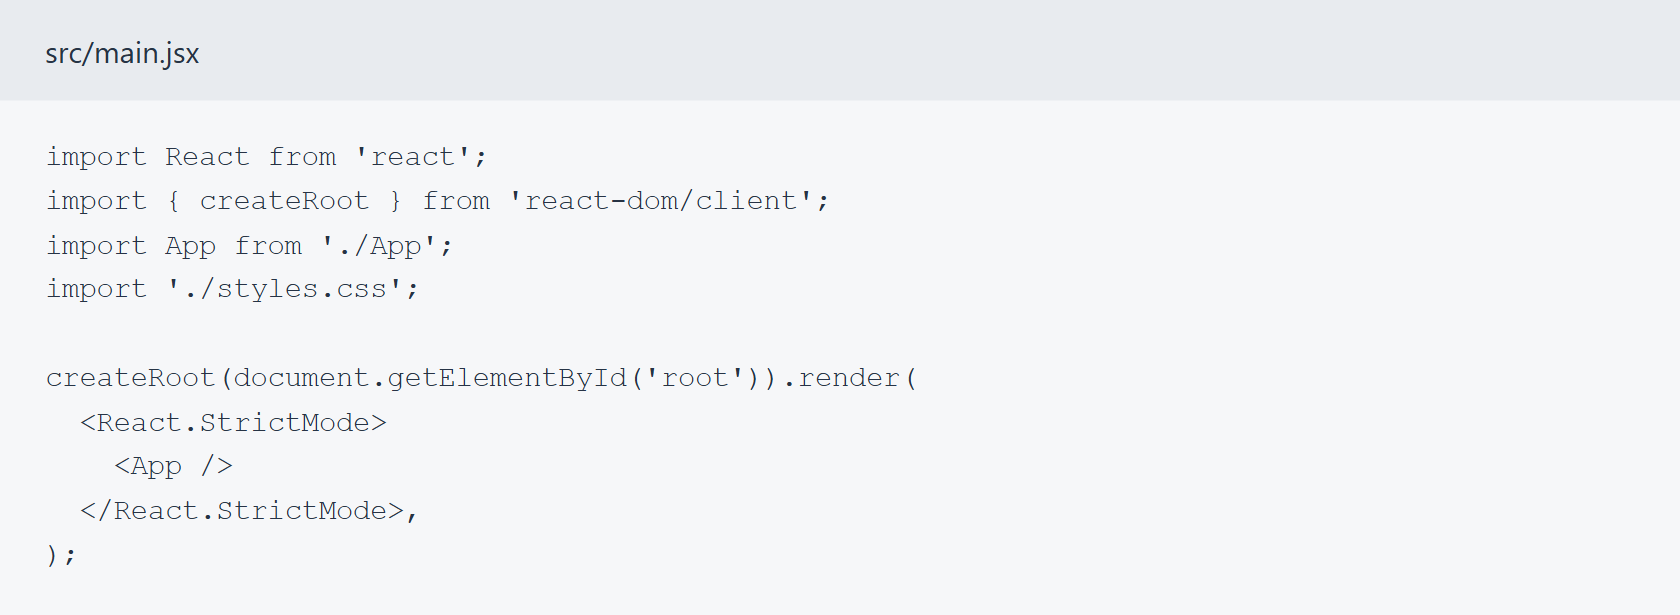 src/main.jsx
import React from 'react';
import { createRoot } from 'react-dom/client';
import App from './App';
import './styles.css';

createRoot(document.getElementById('root')).render(
  <React.StrictMode>
    <App />
  </React.StrictMode>,
);